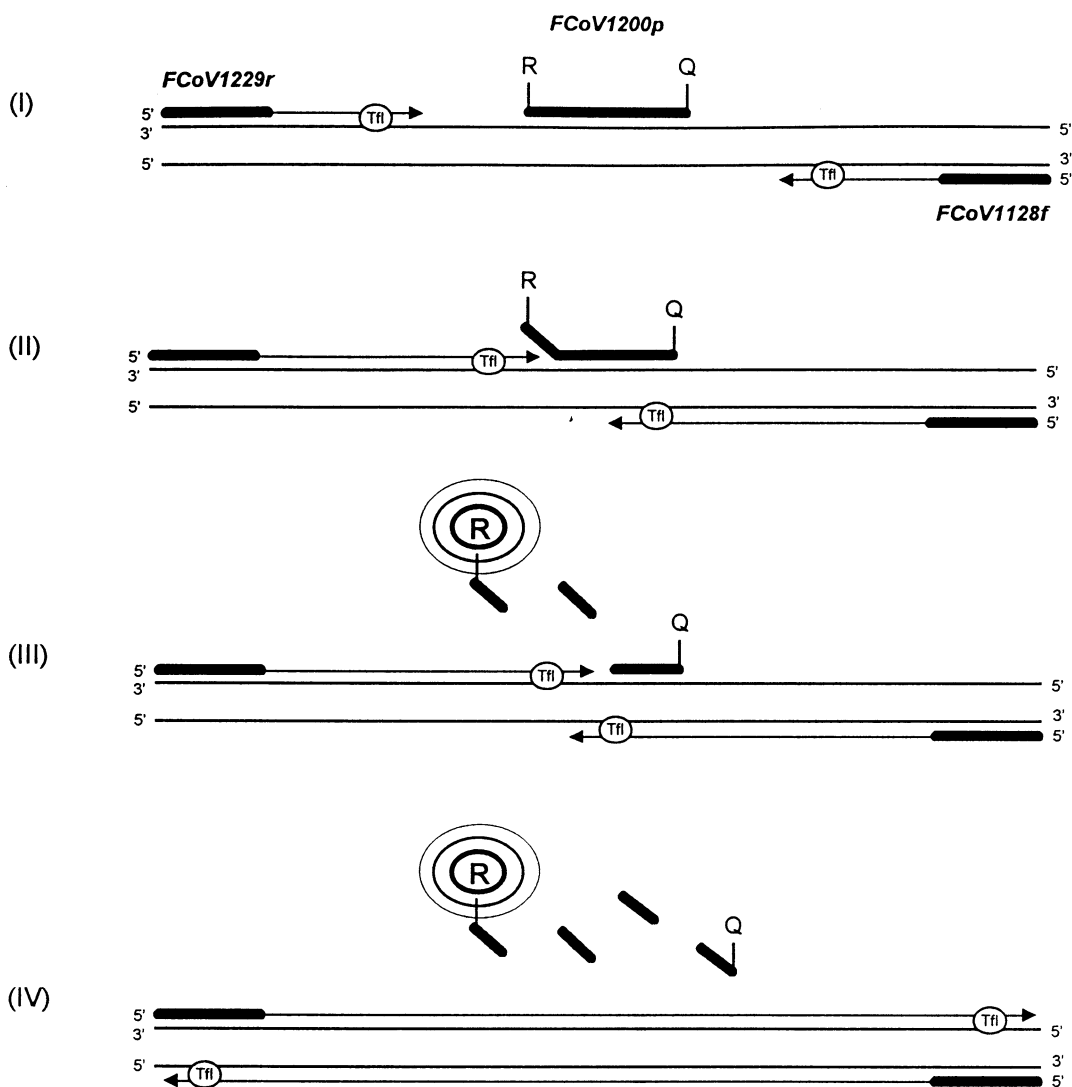 FCoV1200p
R Q
FCoV1229r
(I)
5' Tfl
3' 5'
5' 3'
Tfl 5'
FCoV1128f
R
Q
(II)
5' Tfl
3' 5'
5' 3'
Tfl 5'
R
Q
(III)
5' Tfl
3' 5'
5' 3'
Tfl 5'
R
Q
(IV)
5' Tfl
3' 5'
5' Tfl 3'
5'